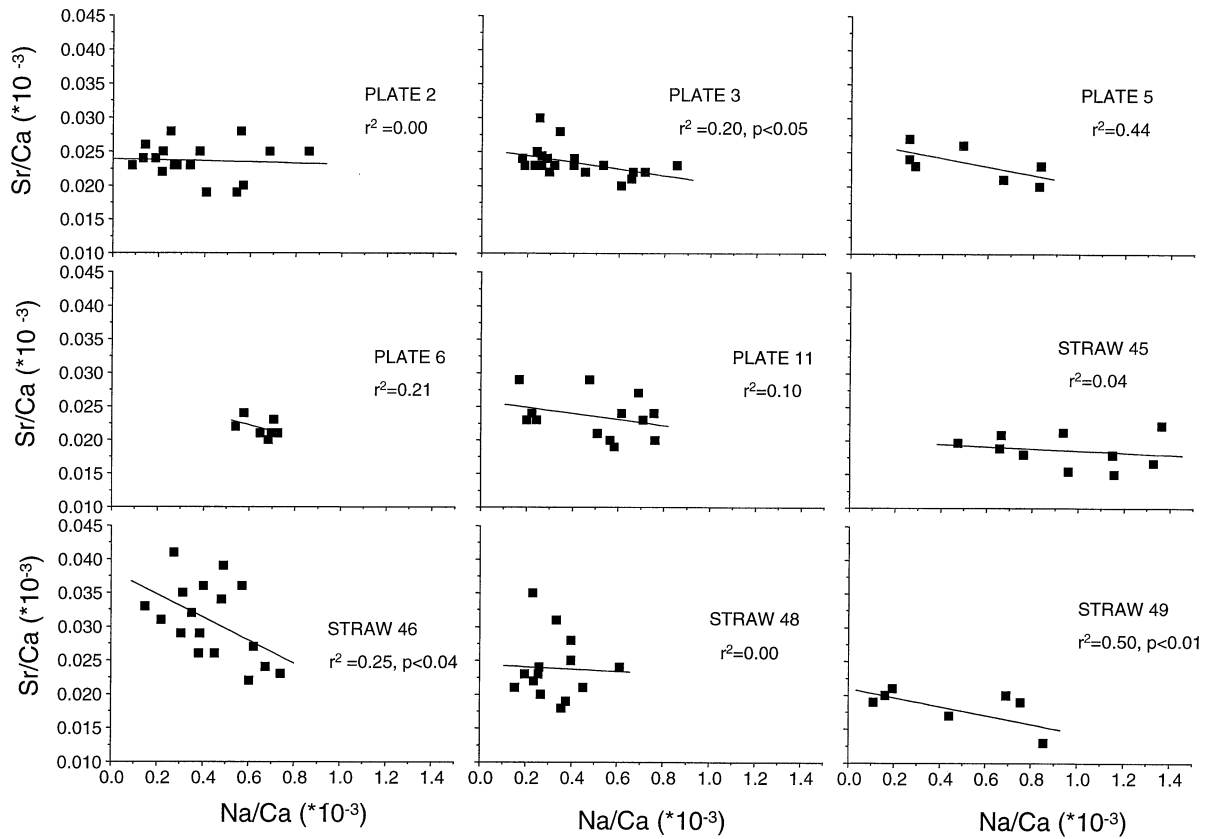 Sr/Ca (*10⁻³)
0.045
0.040
0.035
0.030
0.025
0.020
0.015
0.010
PLATE 2
r² =0.00
PLATE 3
r² =0.20, p<0.05
PLATE 5
r²=0.44
Sr/Ca (*10⁻³)
0.045
0.040
0.035
0.030
0.025
0.020
0.015
0.010
PLATE 6
r²=0.21
PLATE 11
r²=0.10
STRAW 45
r²=0.04
Sr/Ca (*10⁻³)
0.045
0.040
0.035
0.030
0.025
0.020
0.015
0.010
STRAW 46
r² =0.25, p<0.04
STRAW 48
r²=0.00
STRAW 49
r²=0.50, p<0.01
0.0 0.2 0.4 0.6 0.8 1.0 1.2 1.4
0.0 0.2 0.4 0.6 0.8 1.0 1.2 1.4
0.0 0.2 0.4 0.6 0.8 1.0 1.2 1.4
Na/Ca (*10⁻³)
Na/Ca (*10⁻³)
Na/Ca (*10⁻³)